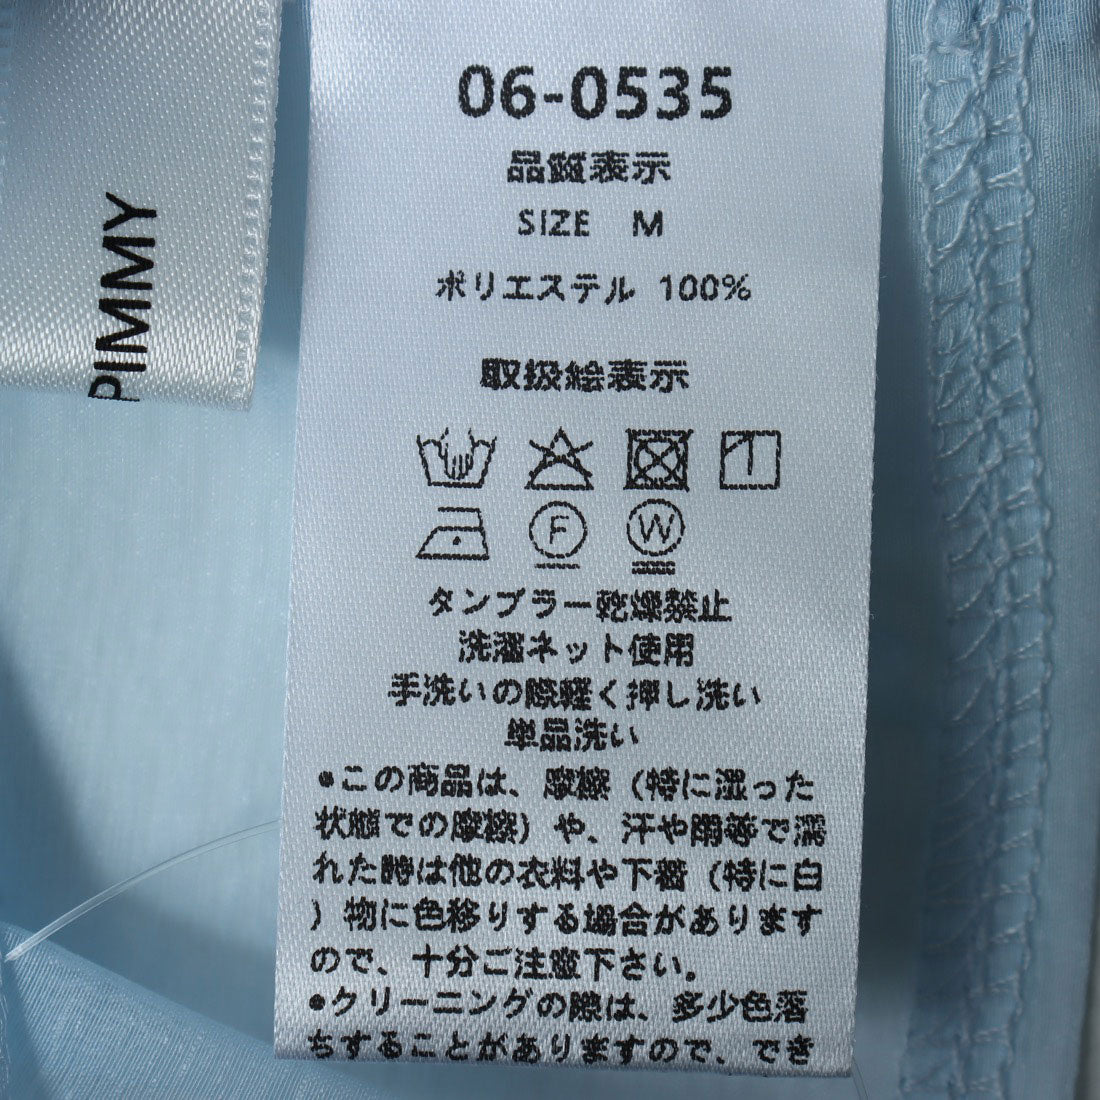 PIMMY
06-0535
品質表示
SIZE M
ポリエステル 100%
取扱絵表示
F W
タンブラー乾燥禁止
洗濯ネット使用
手洗いの際軽く押し洗い
単品洗い
●この商品は、摩擦（特に湿った
状態での摩擦）や、汗や雨等で濡
れた時は他の衣料や下着（特に白
）物に色移りする場合があります
ので、十分ご注意下さい。
●クリーニングの際は、多少色落
ちすることがありますので、でき